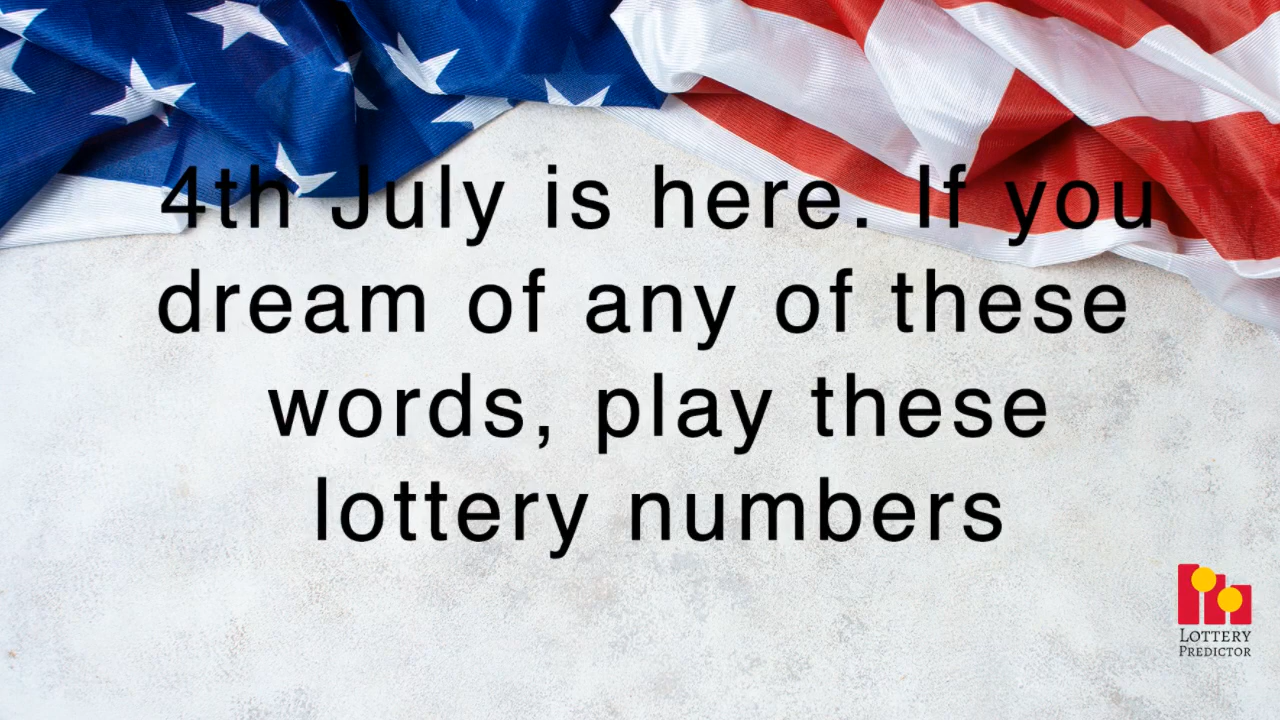 4th July is here. If you
dream of any of these
words, play these
lottery numbers
LOTTERY
PREDICTOR